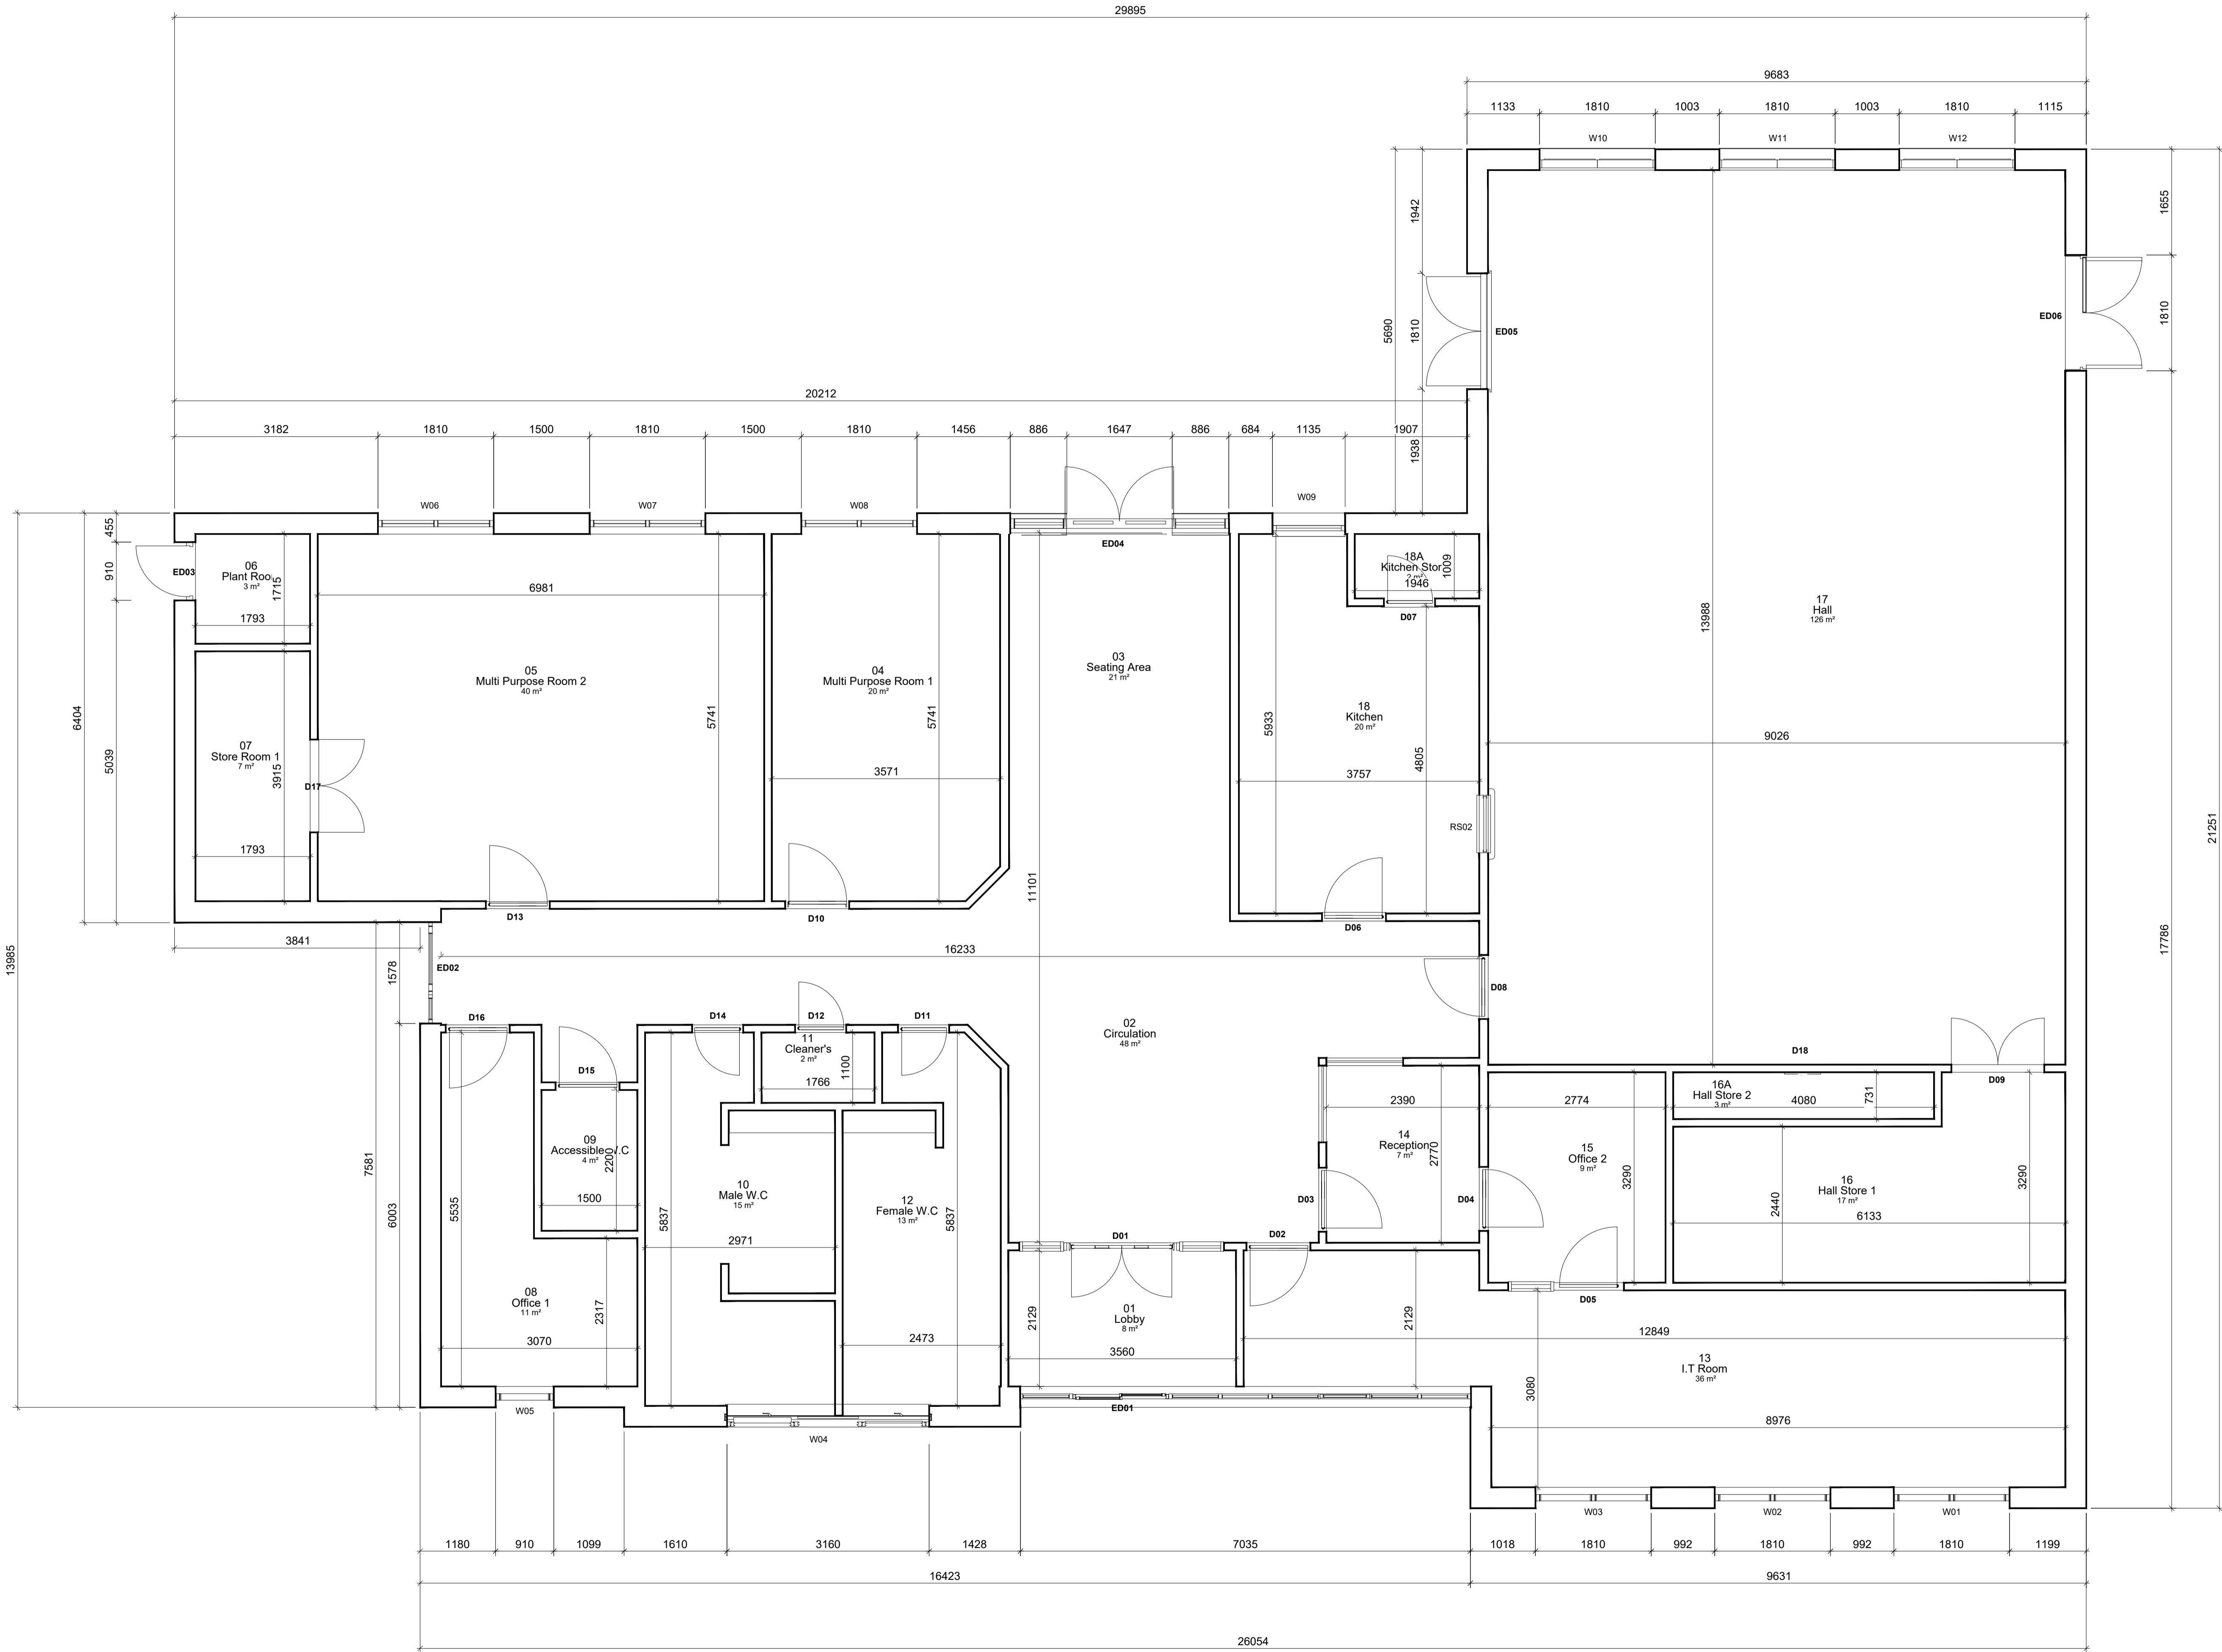 29895
9683
1133 1810 1003 1810 1003 1810 1115
W10 W11 W12
1942
1655
5690
1810
ED05
ED06
1810
20212
3182 1810 1500 1810 1500 1810 1456 886 1647 886 684 1135 1907
1938
W06 W07 W08 W09
455
910
ED03
ED04
06
Plant Roo
3 m²
1715
1793
6981
18A
Kitchen Stor
2 m²
1946
1009
D07
13988
17
Hall
126 m²
05
Multi Purpose Room 2
40 m²
04
Multi Purpose Room 1
20 m²
03
Seating Area
21 m²
6404
5741
5741
18
Kitchen
20 m²
5933
4805
9026
07
Store Room 1
7 m²
5039
3915
D17
3571
3757
21251
RS02
1793
11101
D13
D10
D06
3841
13985
16233
17786
1578
ED02
D08
D16
D14
D12
D11
11
Cleaner's
2 m²
1100
1766
02
Circulation
48 m²
D15
D18
D09
16A
Hall Store 2
3 m²
4080
731
2390
2774
09
Accessible W.C
4 m²
2200
1500
14
Reception
7 m²
2770
15
Office 2
9 m²
3290
7581
6003
5535
10
Male W.C
15 m²
5837
12
Female W.C
13 m²
5837
D03
D04
16
Hall Store 1
17 m²
2440
3290
6133
2971
D01
D02
08
Office 1
11 m²
2317
3070
D05
01
Lobby
8 m²
2129
2129
2473
3560
12849
13
I.T Room
36 m²
3080
W05
ED01
8976
W04
W03 W02 W01
1180 910 1099 1610 3160 1428 7035 1018 1810 992 1810 992 1810 1199
16423 9631
26054